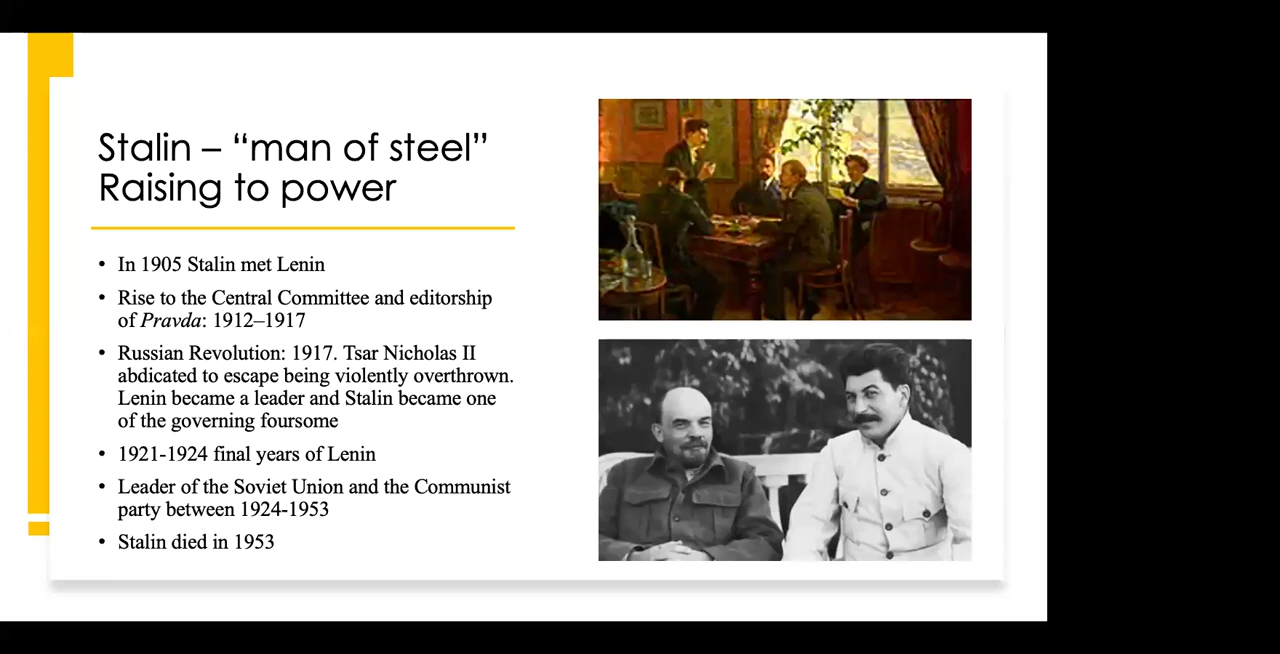 Stalin – “man of steel”
Raising to power
• In 1905 Stalin met Lenin
• Rise to the Central Committee and editorship
of Pravda: 1912–1917
• Russian Revolution: 1917. Tsar Nicholas II
abdicated to escape being violently overthrown.
Lenin became a leader and Stalin became one
of the governing foursome
• 1921-1924 final years of Lenin
• Leader of the Soviet Union and the Communist
party between 1924-1953
• Stalin died in 1953